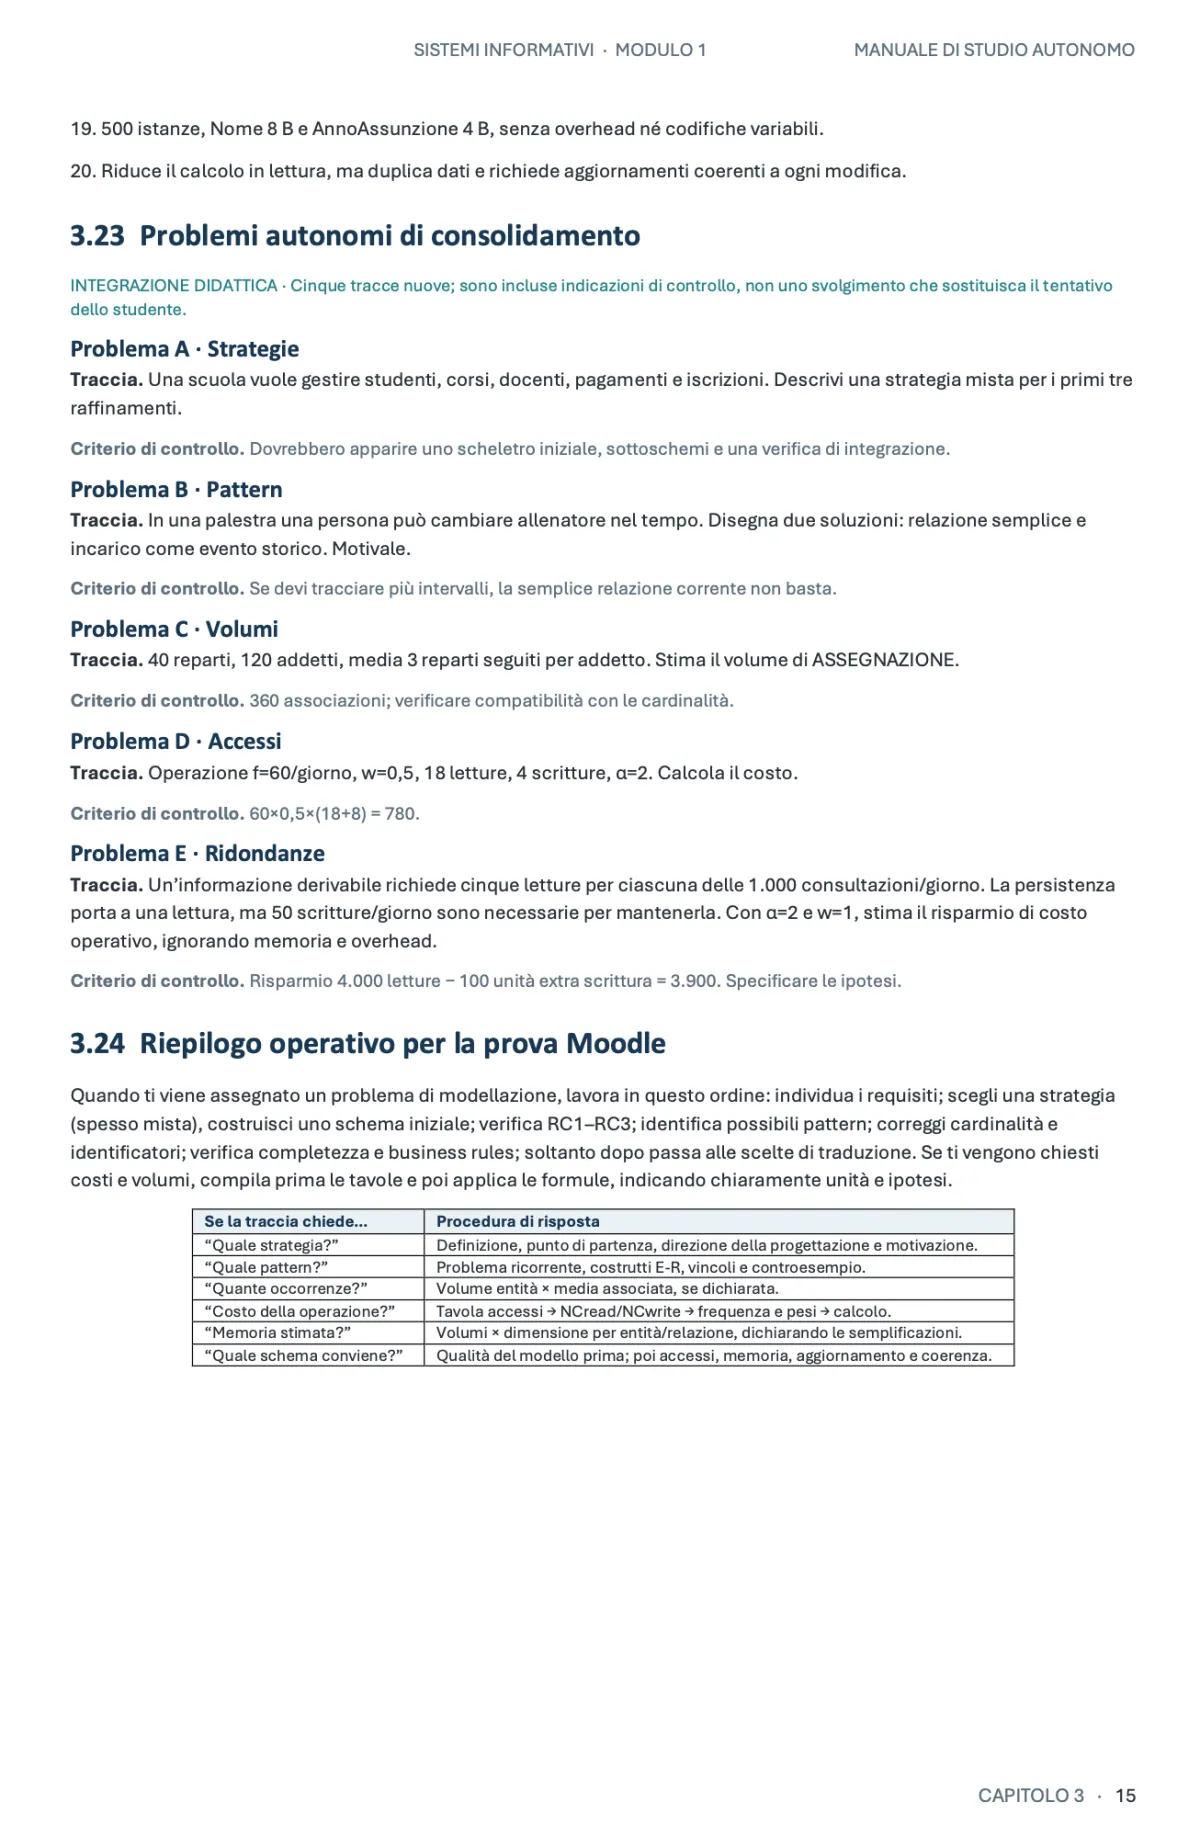 SISTEMI INFORMATIVI · MODULO 1 MANUALE DI STUDIO AUTONOMO
19. 500 istanze, Nome 8 B e AnnoAssunzione 4 B, senza overhead né codifiche variabili.
20. Riduce il calcolo in lettura, ma duplica dati e richiede aggiornamenti coerenti a ogni modifica.
3.23 Problemi autonomi di consolidamento
INTEGRAZIONE DIDATTICA · Cinque tracce nuove; sono incluse indicazioni di controllo, non uno svolgimento che sostituisca il tentativo
dello studente.
Problema A · Strategie
Traccia. Una scuola vuole gestire studenti, corsi, docenti, pagamenti e iscrizioni. Descrivi una strategia mista per i primi tre
raffinamenti.
Criterio di controllo. Dovrebbero apparire uno scheletro iniziale, sottoschemi e una verifica di integrazione.
Problema B · Pattern
Traccia. In una palestra una persona può cambiare allenatore nel tempo. Disegna due soluzioni: relazione semplice e
incarico come evento storico. Motivale.
Criterio di controllo. Se devi tracciare più intervalli, la semplice relazione corrente non basta.
Problema C · Volumi
Traccia. 40 reparti, 120 addetti, media 3 reparti seguiti per addetto. Stima il volume di ASSEGNAZIONE.
Criterio di controllo. 360 associazioni; verificare compatibilità con le cardinalità.
Problema D · Accessi
Traccia. Operazione f=60/giorno, w=0,5, 18 letture, 4 scritture, α=2. Calcola il costo.
Criterio di controllo. 60×0,5×(18+8) = 780.
Problema E · Ridondanze
Traccia. Un’informazione derivabile richiede cinque letture per ciascuna delle 1.000 consultazioni/giorno. La persistenza
porta a una lettura, ma 50 scritture/giorno sono necessarie per mantenerla. Con α=2 e w=1, stima il risparmio di costo
operativo, ignorando memoria e overhead.
Criterio di controllo. Risparmio 4.000 letture − 100 unità extra scrittura = 3.900. Specificare le ipotesi.
3.24 Riepilogo operativo per la prova Moodle
Quando ti viene assegnato un problema di modellazione, lavora in questo ordine: individua i requisiti; scegli una strategia
(spesso mista), costruisci uno schema iniziale; verifica RC1–RC3; identifica possibili pattern; correggi cardinalità e
identificatori; verifica completezza e business rules; soltanto dopo passa alle scelte di traduzione. Se ti vengono chiesti
costi e volumi, compila prima le tavole e poi applica le formule, indicando chiaramente unità e ipotesi.
Se la traccia chiede... Procedura di risposta
“Quale strategia?” Definizione, punto di partenza, direzione della progettazione e motivazione.
“Quale pattern?” Problema ricorrente, costrutti E-R, vincoli e controesempio.
“Quante occorrenze?” Volume entità × media associata, se dichiarata.
“Costo della operazione?” Tavola accessi → NCread/NCwrite → frequenza e pesi → calcolo.
“Memoria stimata?” Volumi × dimensione per entità/relazione, dichiarando le semplificazioni.
“Quale schema conviene?” Qualità del modello prima; poi accessi, memoria, aggiornamento e coerenza.
CAPITOLO 3 · 15